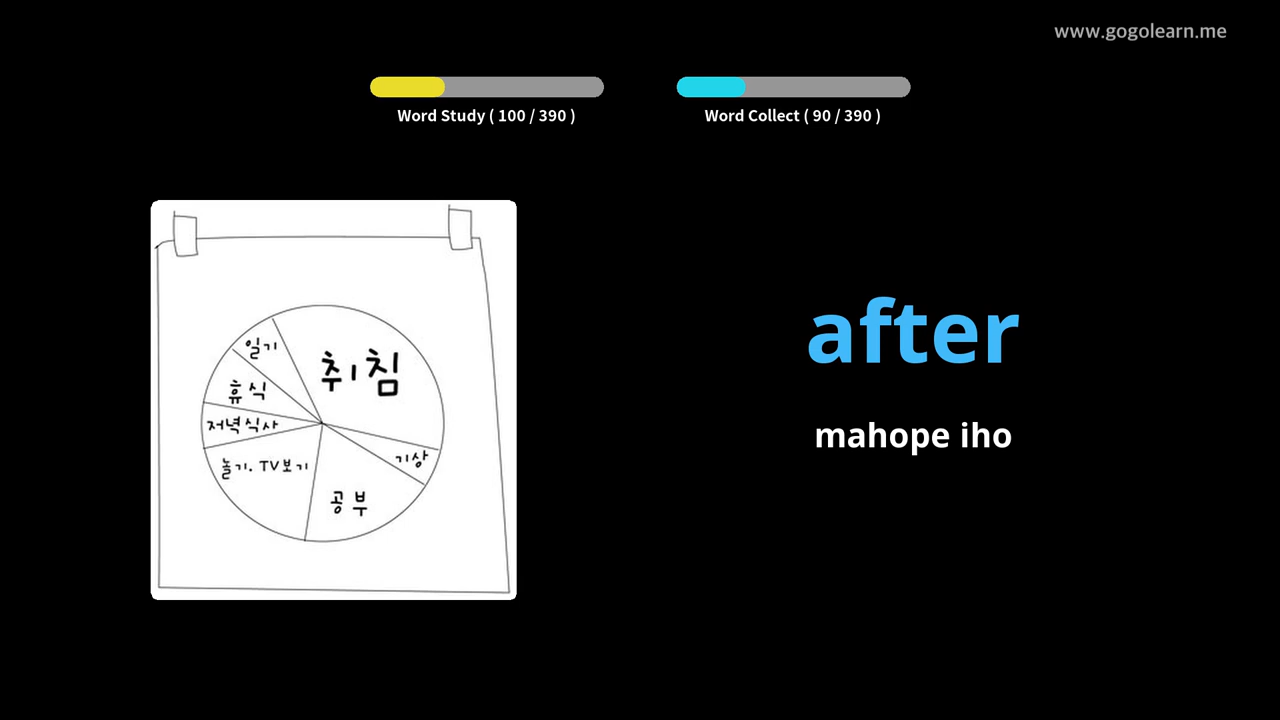 www.gogolearn.me
Word Study ( 100 / 390 )
Word Collect ( 90 / 390 )
일기
취침
휴식
저녁식사
놀기. TV보기
기상
공부
after
mahope iho